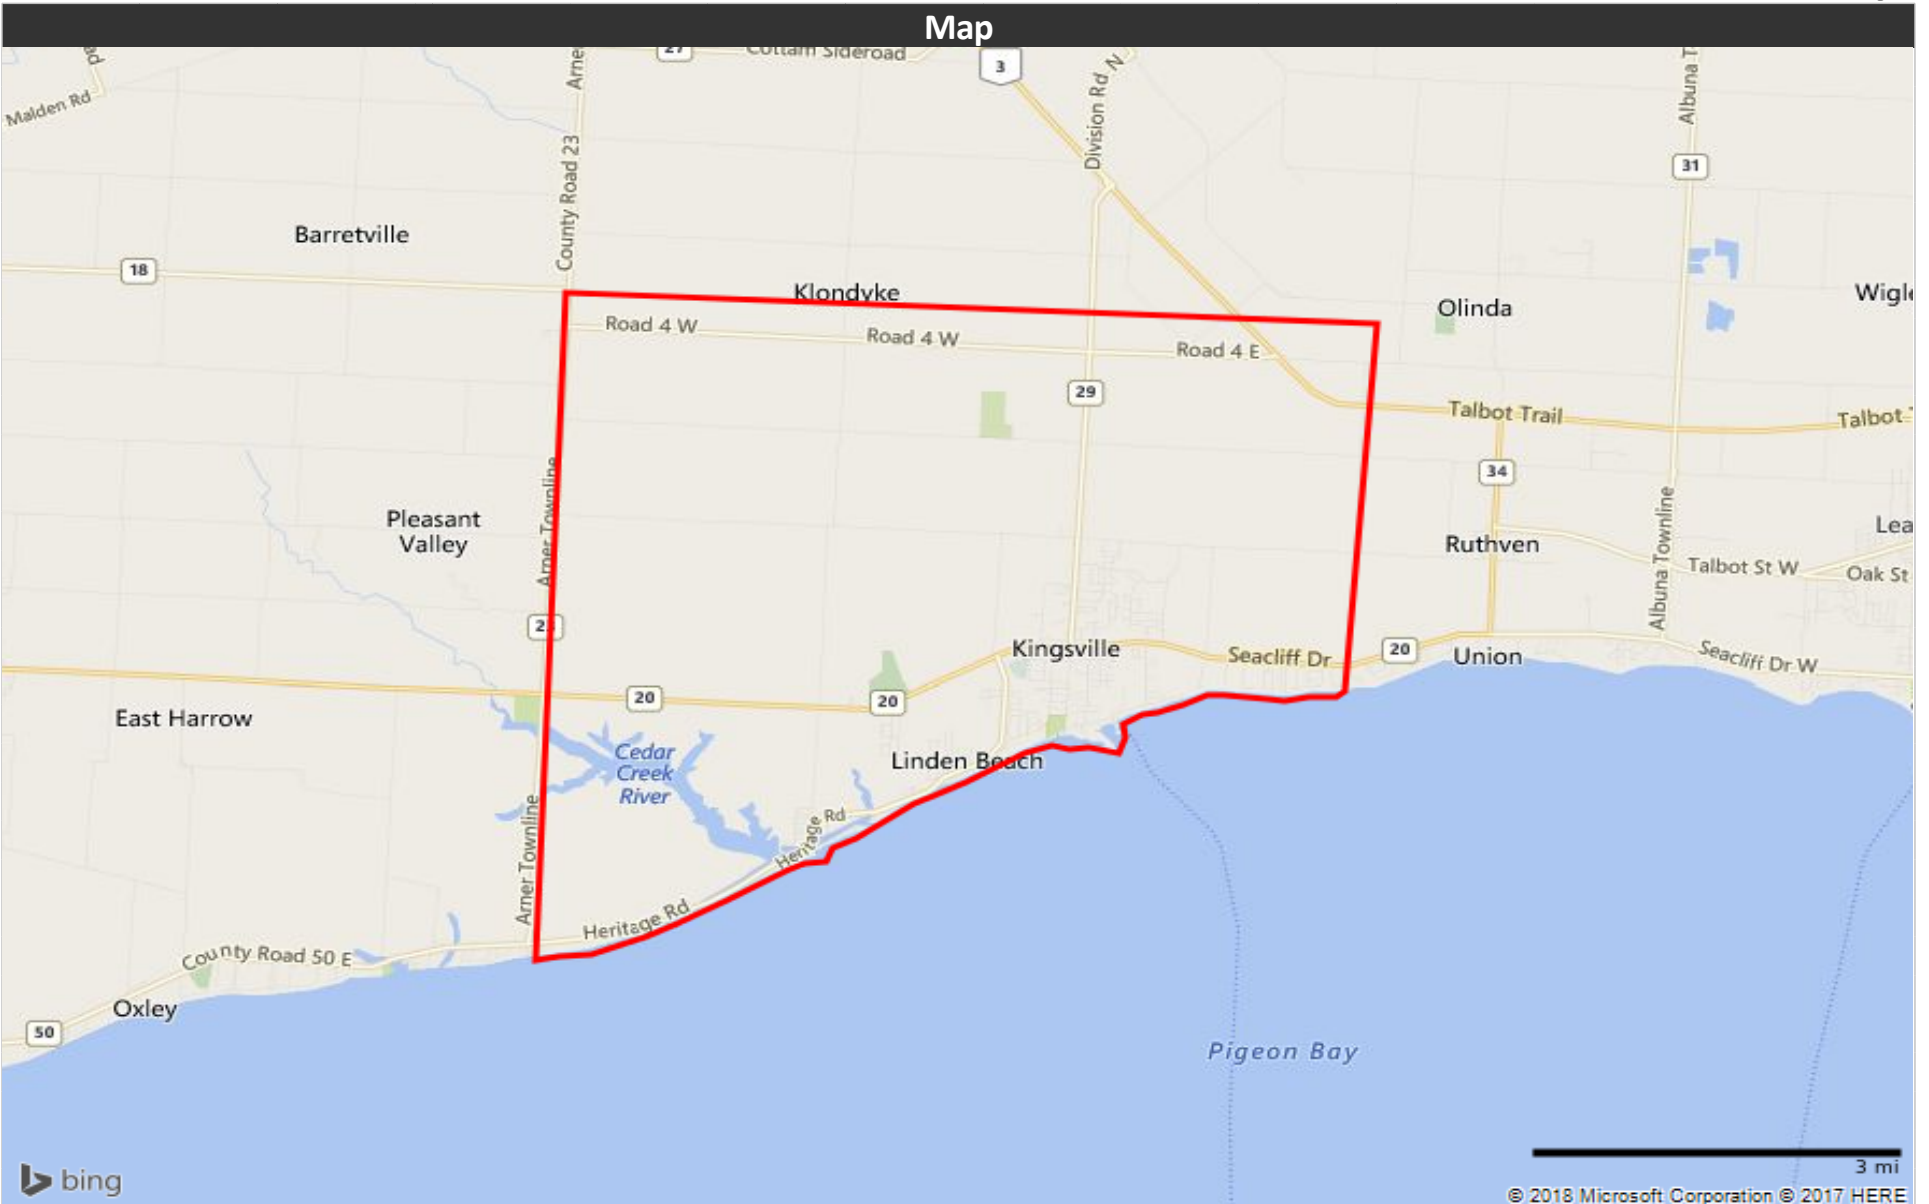 Map
27
Cottam Sideroad
3
Malden Rd
Arne
Division Rd N
Albuna T
County Road 23
31
Barretville
18
Klondyke
Olinda
Wigl
Road 4 W
Road 4 W
Road 4 E
29
Talbot Trail
Talbot
34
Pleasant
Valley
Arner Townline
Ruthven
Lea
Albuna Townline
Talbot St W
Oak St
Kingsville
Seacliff Dr
20
Union
Seacliff Dr W
20
20
East Harrow
Cedar
Creek
River
Linden Beach
Arner Townline
Heritage Rd
Heritage Rd
County Road 50 E
Oxley
50
Pigeon Bay
3 mi
bing
© 2018 Microsoft Corporation © 2017 HERE